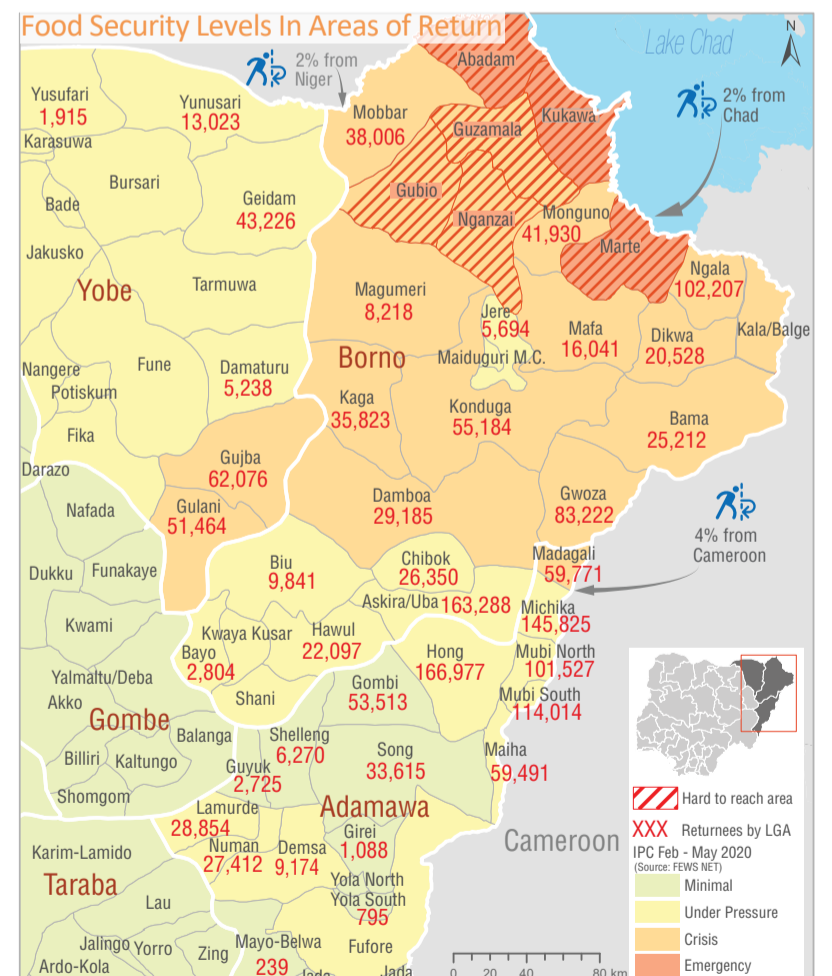 Food Security Levels In Areas of Return
N
Lake Chad
2% from
Niger
Abadam
2% from
Chad
Yusufari
1,915
Yunusari
13,023
Mobbar
38,006
Kukawa
Guzamala
Karasuwa
Bursari
Geidam
43,226
Gubio
Bade
Nganzai
Monguno
41,930
Marte
Jakusko
Yobe
Tarmuwa
Magumeri
8,218
Ngala
102,207
Jere
5,694
Mafa
16,041
Dikwa
20,528
Kala/Balge
Borno
Maiduguri M.C.
Nangere
Potiskum
Fune
Damaturu
5,238
Kaga
35,823
Konduga
55,184
Bama
25,212
Fika
Gujba
62,076
Darazo
Gulani
51,464
Damboa
29,185
Gwoza
83,222
Nafada
4% from
Cameroon
Dukku
Funakaye
Biu
9,841
Chibok
26,350
Madagali
59,771
Askira/Uba 163,288
Michika
145,825
Kwami
Kwaya Kusar
Hawul
22,097
Bayo
2,804
Hong
166,977
Mubi North
101,527
Yalmaltu/Deba
Akko
Shani
Gombi
53,513
Mubi South
114,014
Gombe
Balanga
Shelleng
6,270
Song
33,615
Maiha
59,491
Billiri
Kaltungo
Guyuk
2,725
Shomgom
Lamurde
28,854
Adamawa
Cameroon
Karim-Lamido
Numan
27,412
Demsa
9,174
Girei
1,088
Taraba
Lau
Yola North
Yola South
795
Jalingo
Yorro
Zing
Mayo-Belwa
239
Fufore
Ardo-Kola
Jada
Jada
Hard to reach area
XXX Returnees by LGA
IPC Feb - May 2020
(Source: FEWS NET)
Minimal
Under Pressure
Crisis
Emergency
0 20 40 80 km